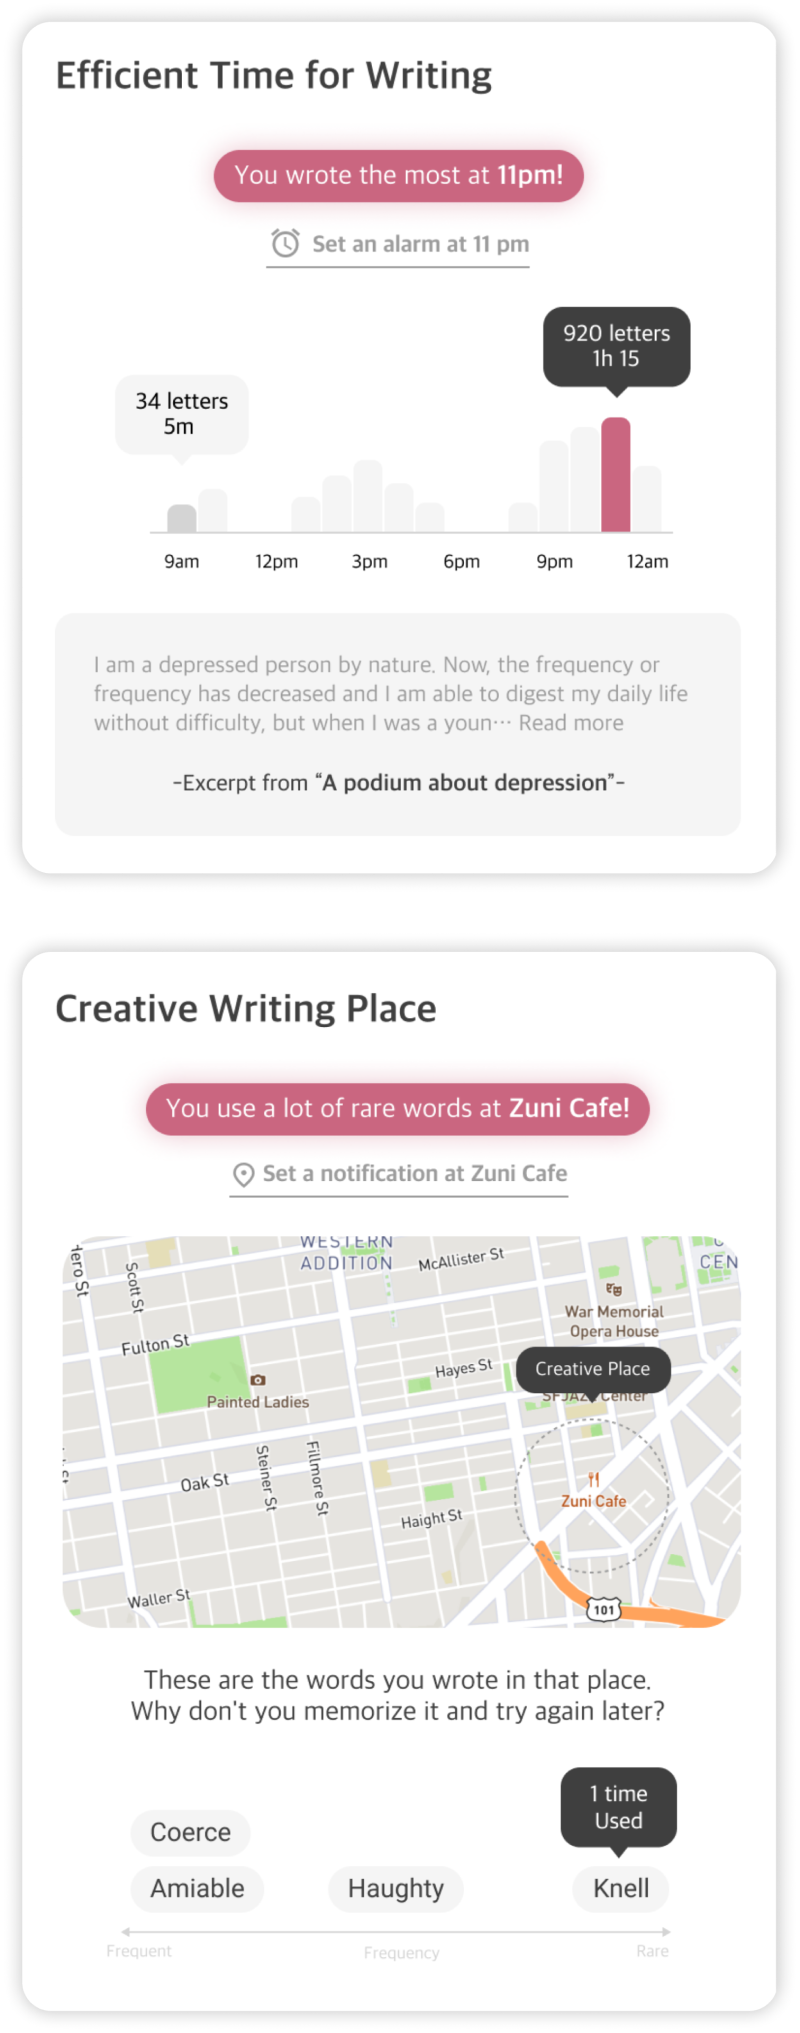 Efficient Time for Writing
You wrote the most at 11pm!
Set an alarm at 11 pm
920 letters
1h 15
34 letters
5m
9am 12pm 3pm 6pm 9pm 12am
I am a depressed person by nature. Now, the frequency or
frequency has decreased and I am able to digest my daily life
without difficulty, but when I was a youn··· Read more
-Excerpt from “A podium about depression”-
Creative Writing Place
You use a lot of rare words at Zuni Cafe!
Set a notification at Zuni Cafe
WESTERN
ADDITION
McAllister St
CEN
Hero St
Scott St
War Memorial
Opera House
Fulton St
Hayes St
Creative Place
SFJAZZ Center
Painted Ladies
Steiner St
Fillmore St
Oak St
Zuni Cafe
Haight St
Waller St
101
These are the words you wrote in that place.
Why don't you memorize it and try again later?
1 time
Used
Coerce
Amiable Haughty Knell
Frequent Frequency Rare